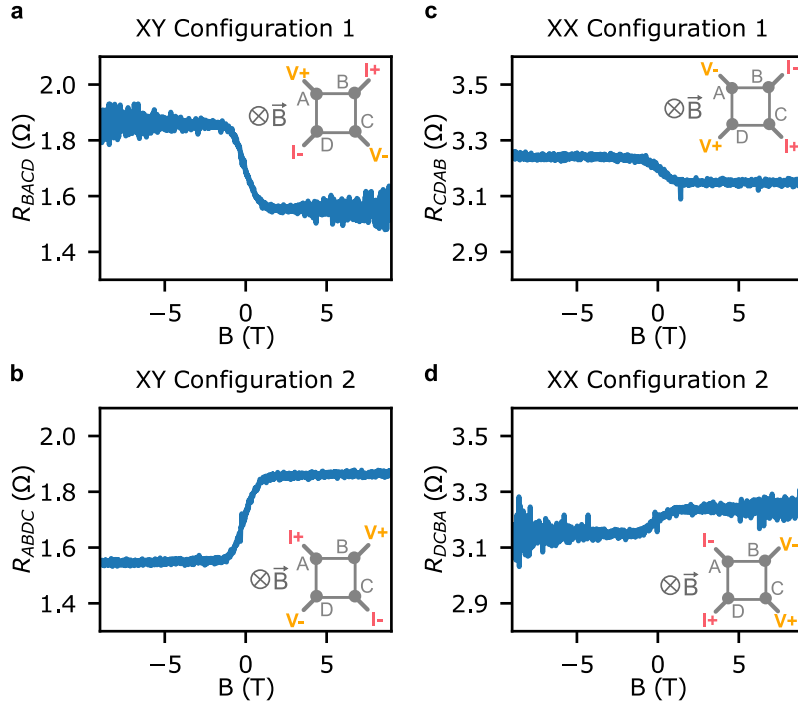 a
XY Configuration 1
R_BACD (Ω)
2.0
1.8
1.6
1.4
−5
0
5
B (T)
V+
I+
A
B
C
D
I-
V-
⊗ B⃗
c
XX Configuration 1
R_CDAB (Ω)
3.5
3.2
3.1
2.9
−5
0
5
B (T)
V-
I-
A
B
C
D
V+
I+
⊗ B⃗
b
XY Configuration 2
R_ABDC (Ω)
2.0
1.8
1.6
1.4
−5
0
5
B (T)
I+
V+
A
B
C
D
V-
I-
⊗ B⃗
d
XX Configuration 2
R_DCBA (Ω)
3.5
3.2
3.1
2.9
−5
0
5
B (T)
I-
V-
A
B
C
D
I+
V+
⊗ B⃗